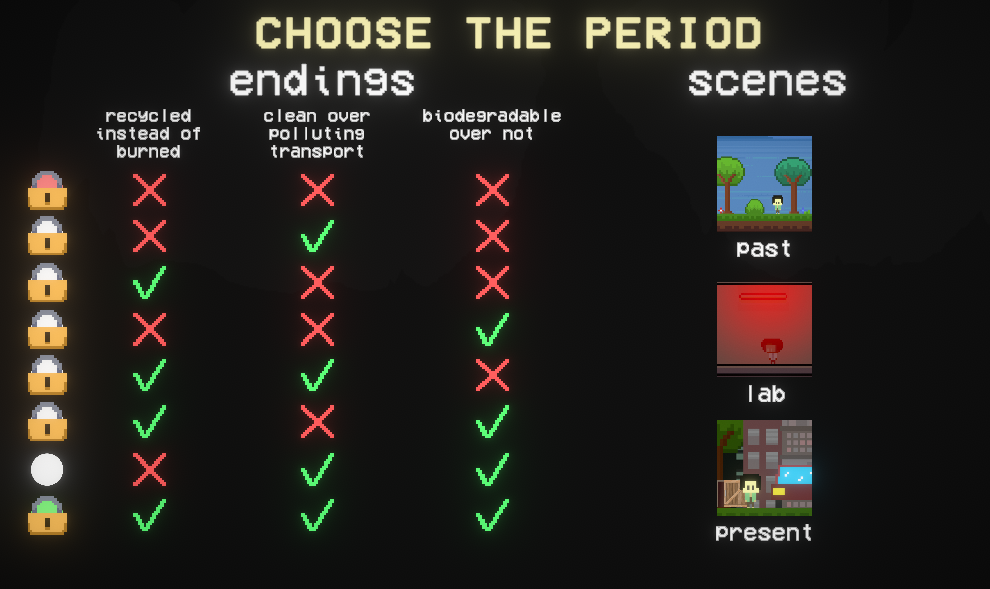 CHOOSE THE PERIOD
endings
scenes
recycled
instead of
burned
clean over
polluting
transport
biodegradable
over not
past
lab
present